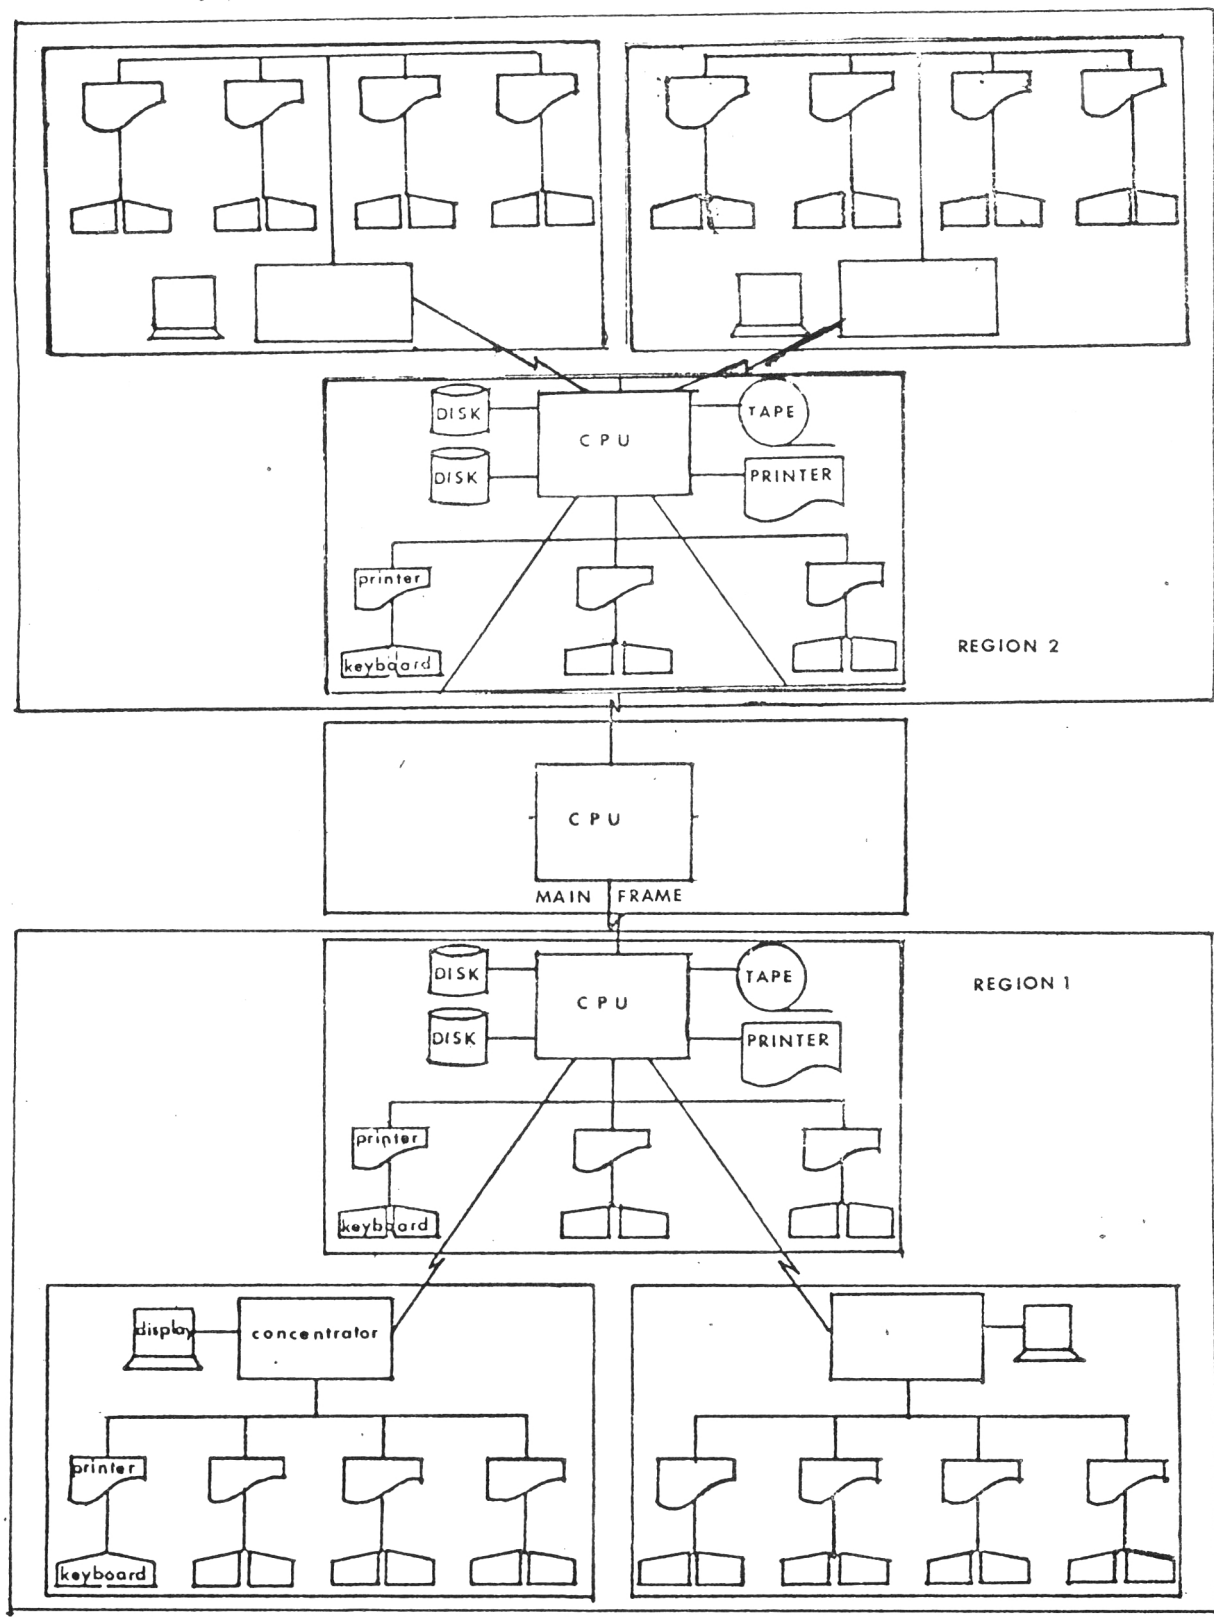 DISK
CPU
TAPE
DISK
PRINTER
printer
keyboard
REGION 2
CPU
MAIN FRAME
DISK
CPU
TAPE
REGION 1
DISK
PRINTER
printer
keyboard
display
concentrator
printer
keyboard